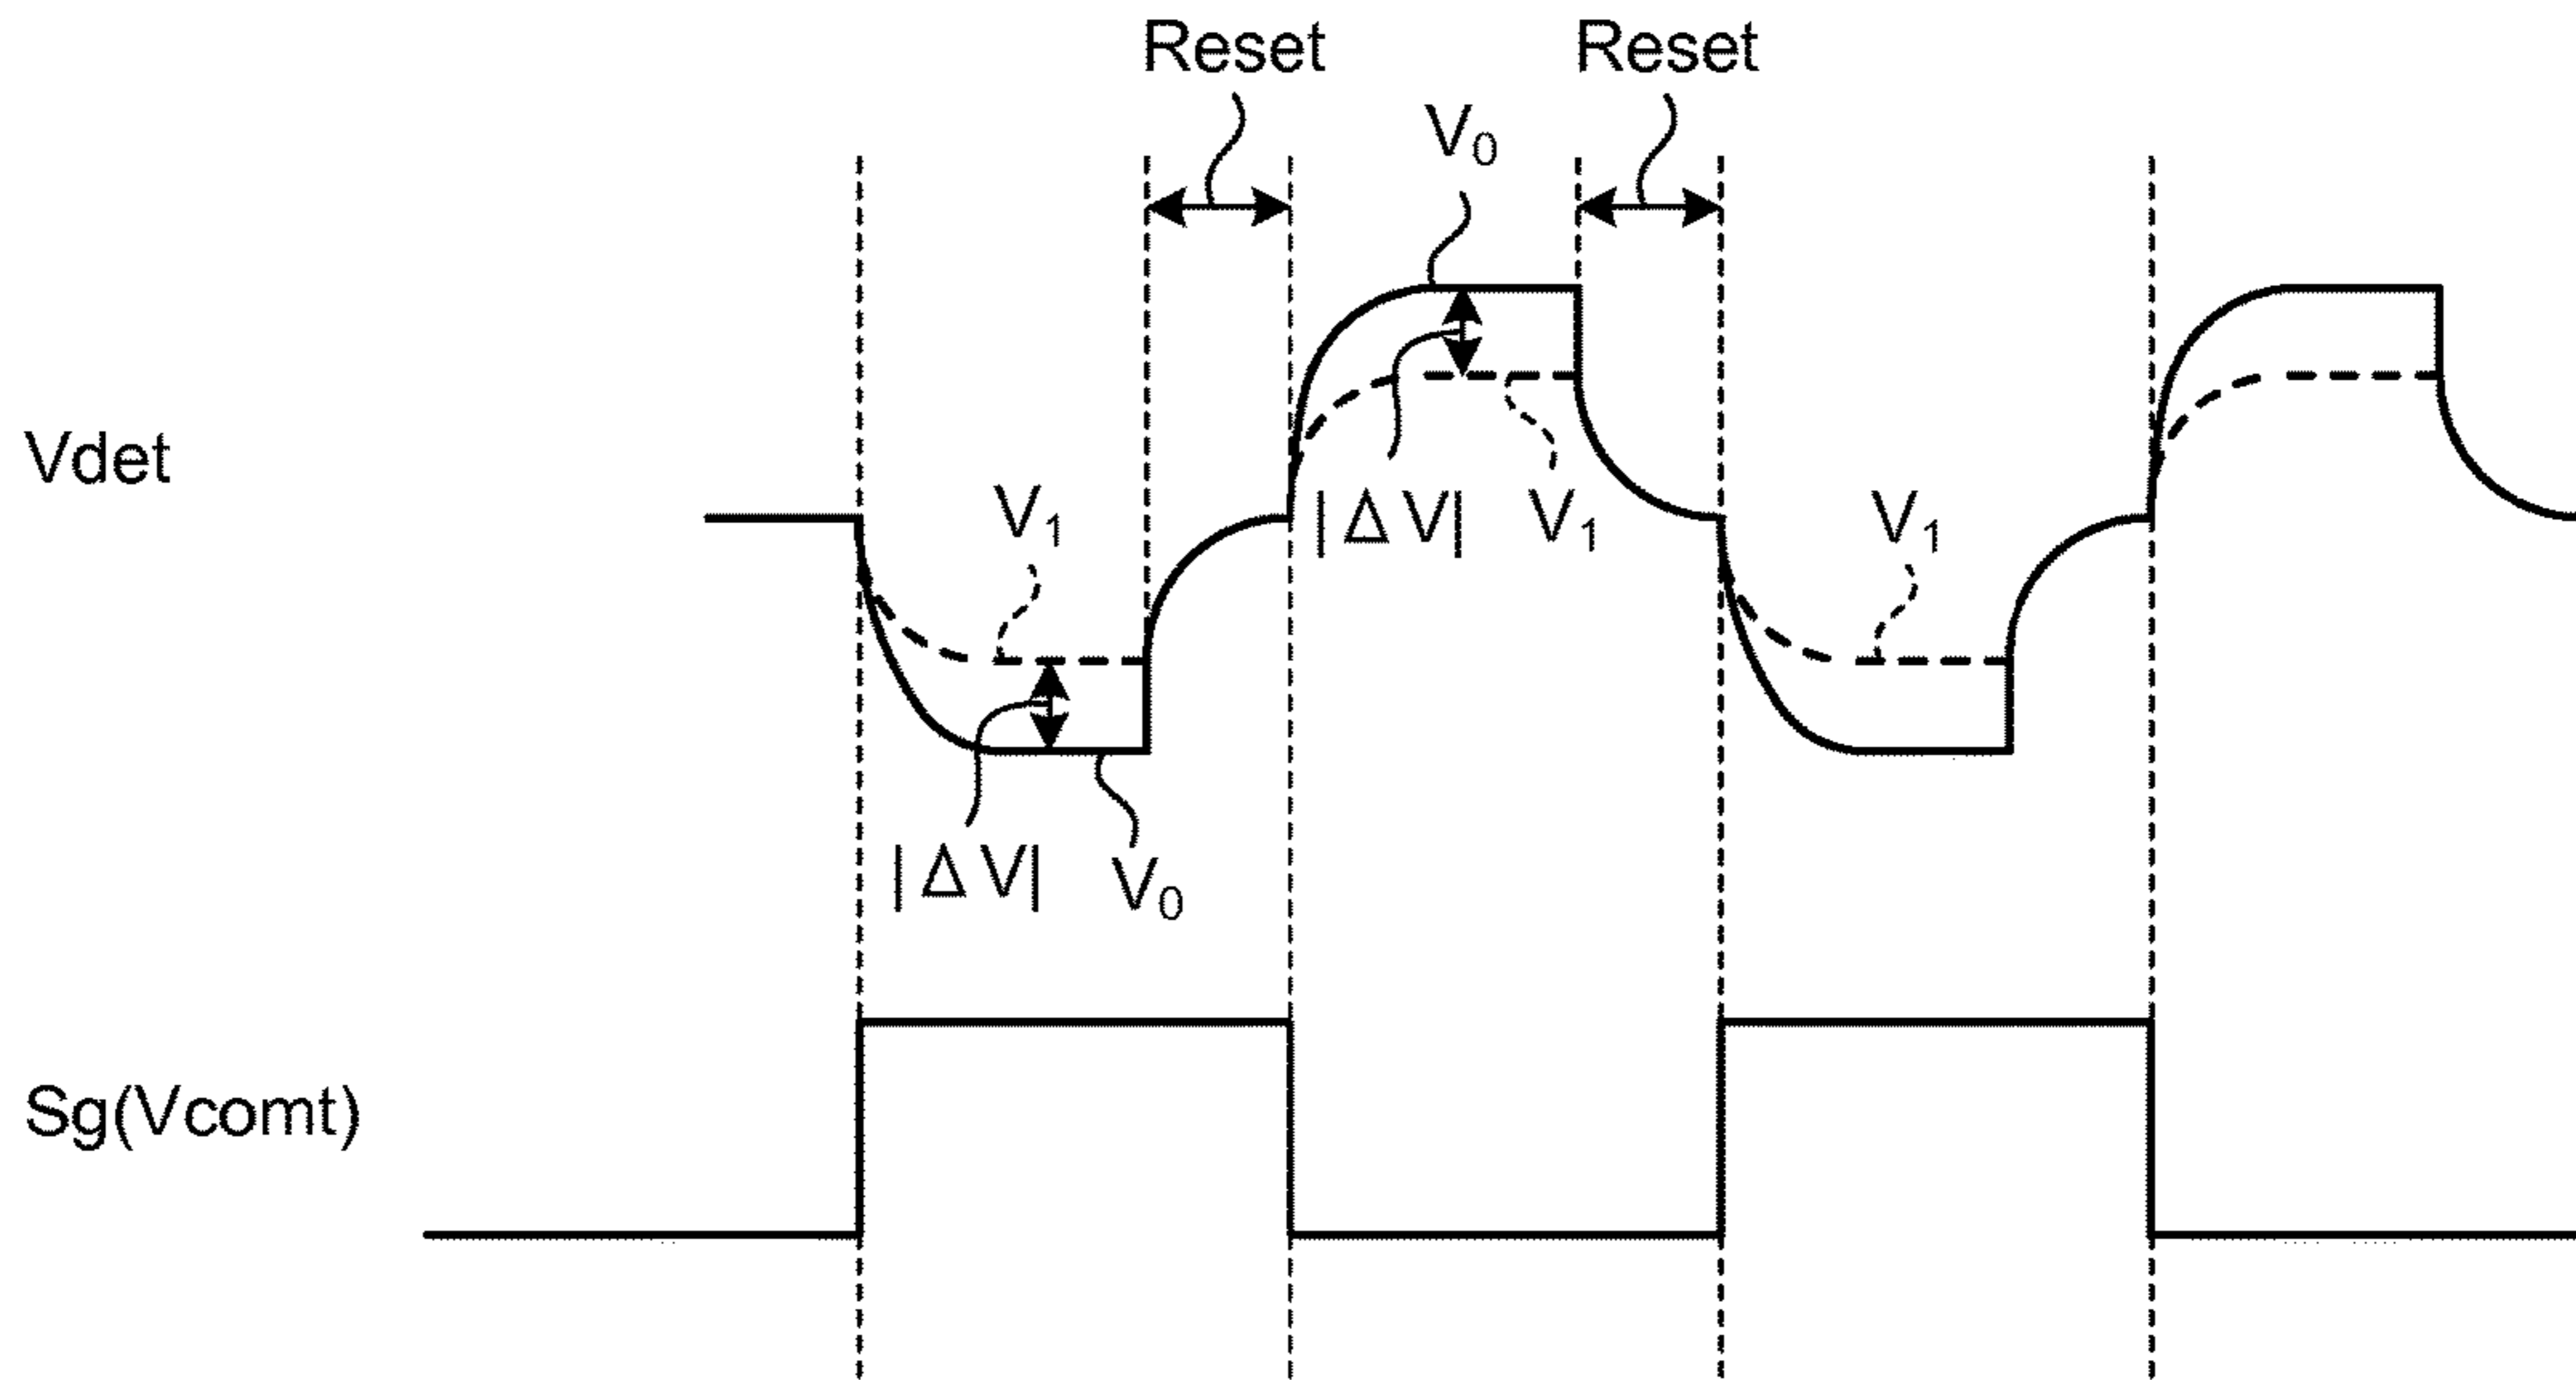 Reset Reset
V₀
Vdet
V₁ |ΔV| V₁ V₁
|ΔV| V₀
Sg(Vcomt)